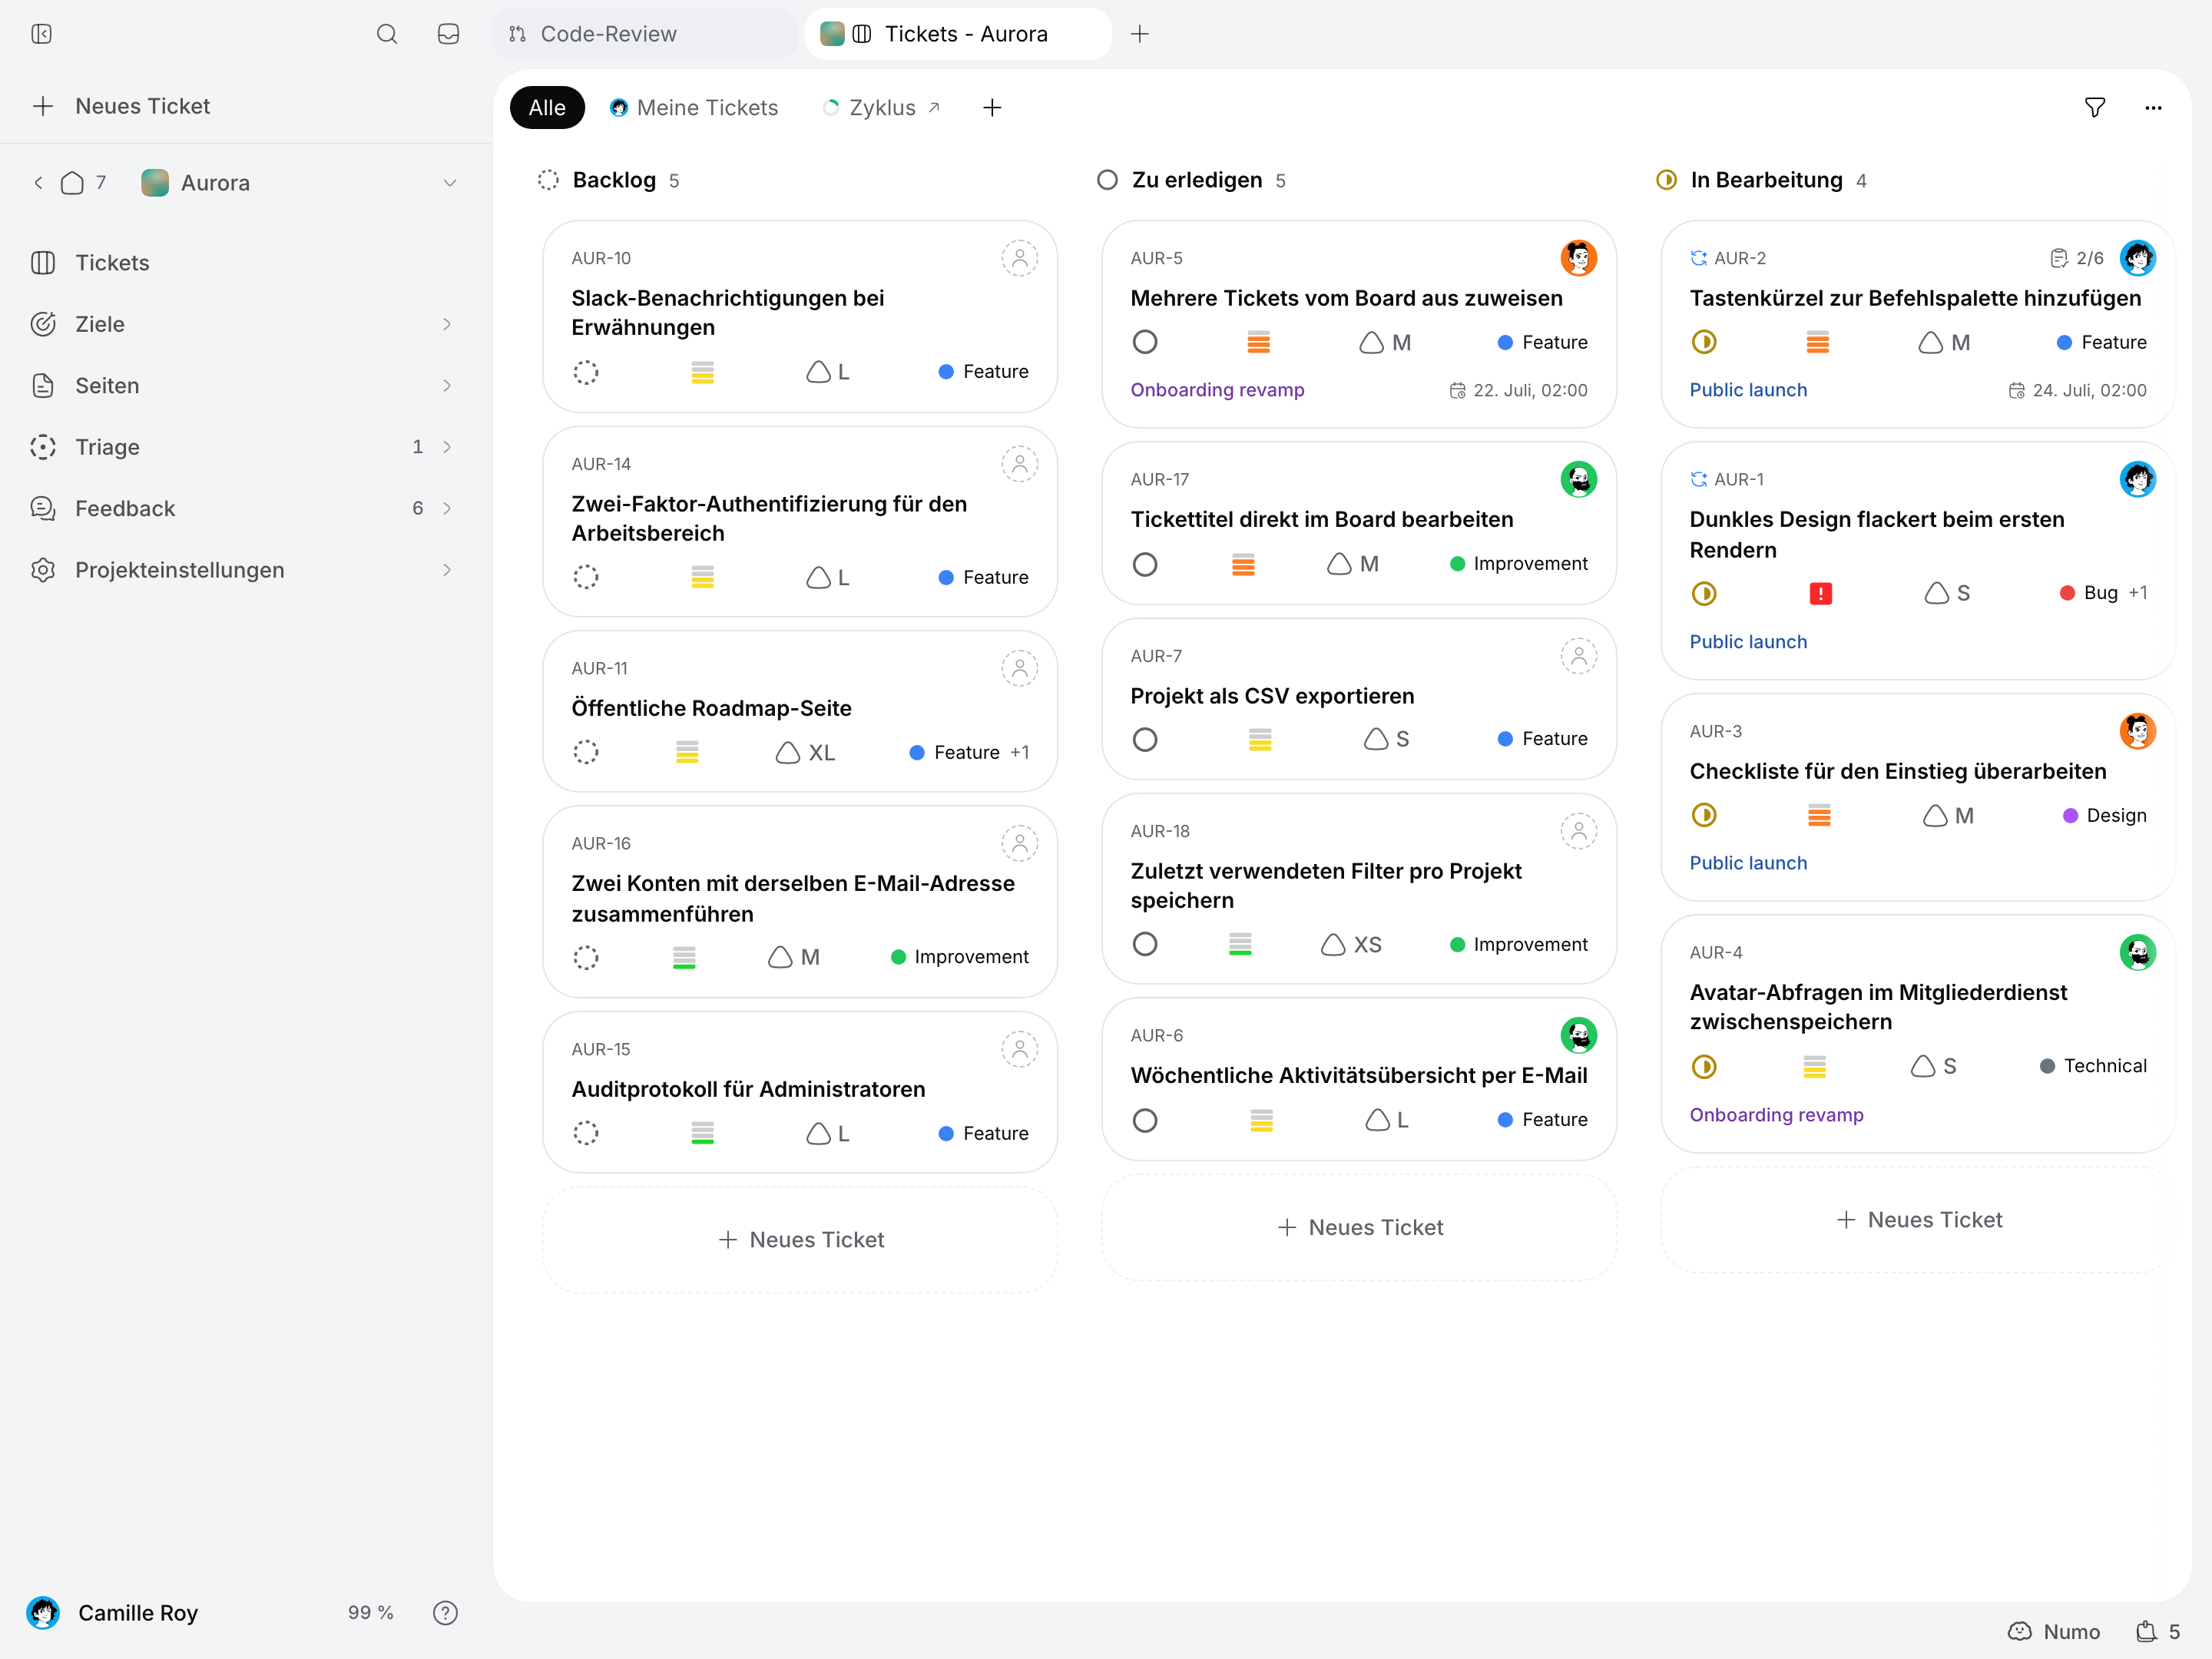 Code-Review
Tickets - Aurora
Neues Ticket
7
Aurora
Tickets
Ziele
Seiten
Triage
1
Feedback
6
Projekteinstellungen
Camille Roy
99 %
Alle
Meine Tickets
Zyklus
Backlog 5
AUR-10
Slack-Benachrichtigungen bei
Erwähnungen
L
Feature
AUR-14
Zwei-Faktor-Authentifizierung für den
Arbeitsbereich
L
Feature
AUR-11
Öffentliche Roadmap-Seite
XL
Feature +1
AUR-16
Zwei Konten mit derselben E-Mail-Adresse
zusammenführen
M
Improvement
AUR-15
Auditprotokoll für Administratoren
L
Feature
Neues Ticket
Zu erledigen 5
AUR-5
Mehrere Tickets vom Board aus zuweisen
M
Feature
Onboarding revamp
22. Juli, 02:00
AUR-17
Tickettitel direkt im Board bearbeiten
M
Improvement
AUR-7
Projekt als CSV exportieren
S
Feature
AUR-18
Zuletzt verwendeten Filter pro Projekt
speichern
XS
Improvement
AUR-6
Wöchentliche Aktivitätsübersicht per E-Mail
L
Feature
Neues Ticket
In Bearbeitung 4
AUR-2
2/6
Tastenkürzel zur Befehlspalette hinzufügen
M
Feature
Public launch
24. Juli, 02:00
AUR-1
Dunkles Design flackert beim ersten
Rendern
S
Bug +1
Public launch
AUR-3
Checkliste für den Einstieg überarbeiten
M
Design
Public launch
AUR-4
Avatar-Abfragen im Mitgliederdienst
zwischenspeichern
S
Technical
Onboarding revamp
Neues Ticket
Numo
5